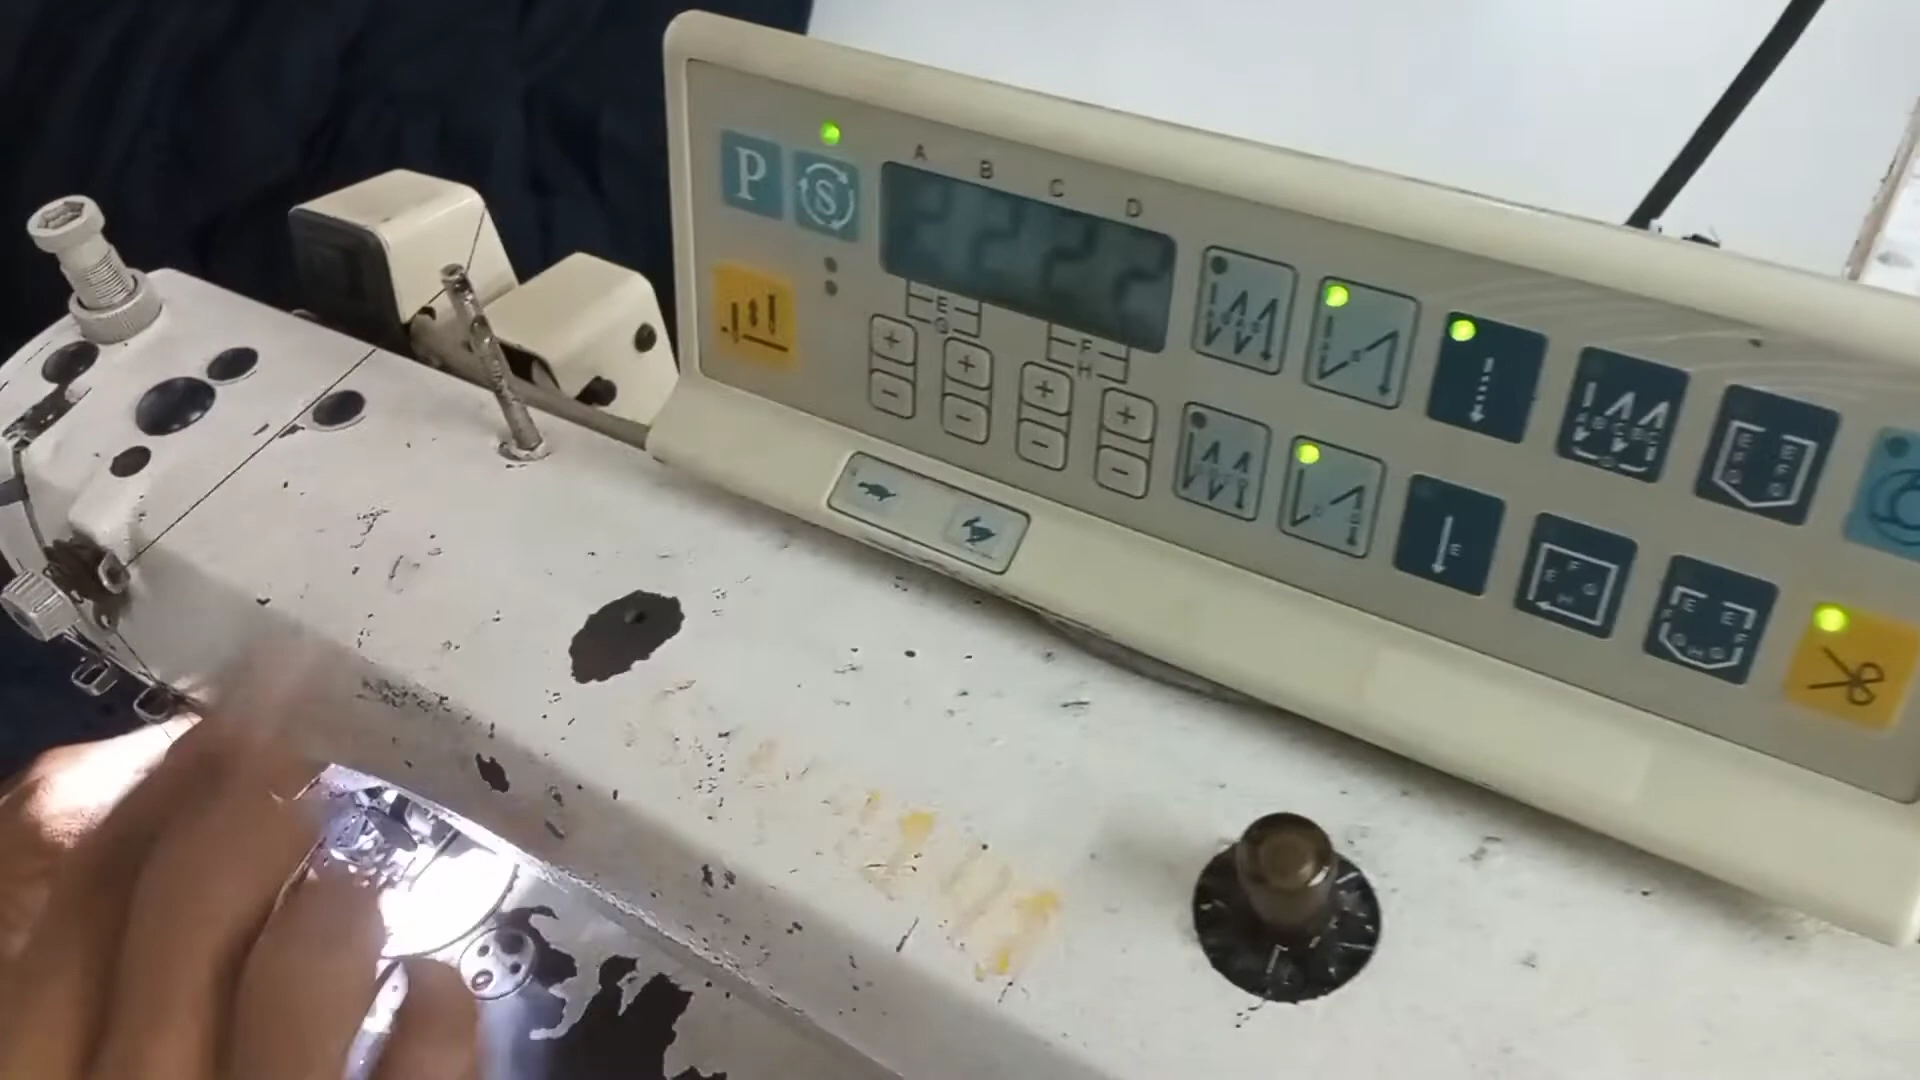 P S
A B C D
2222
E
G
F
H
+ + + +
- - - -
A B C B C
D
E E
F F
G G
E
E F G
H
E E
F F
G H G